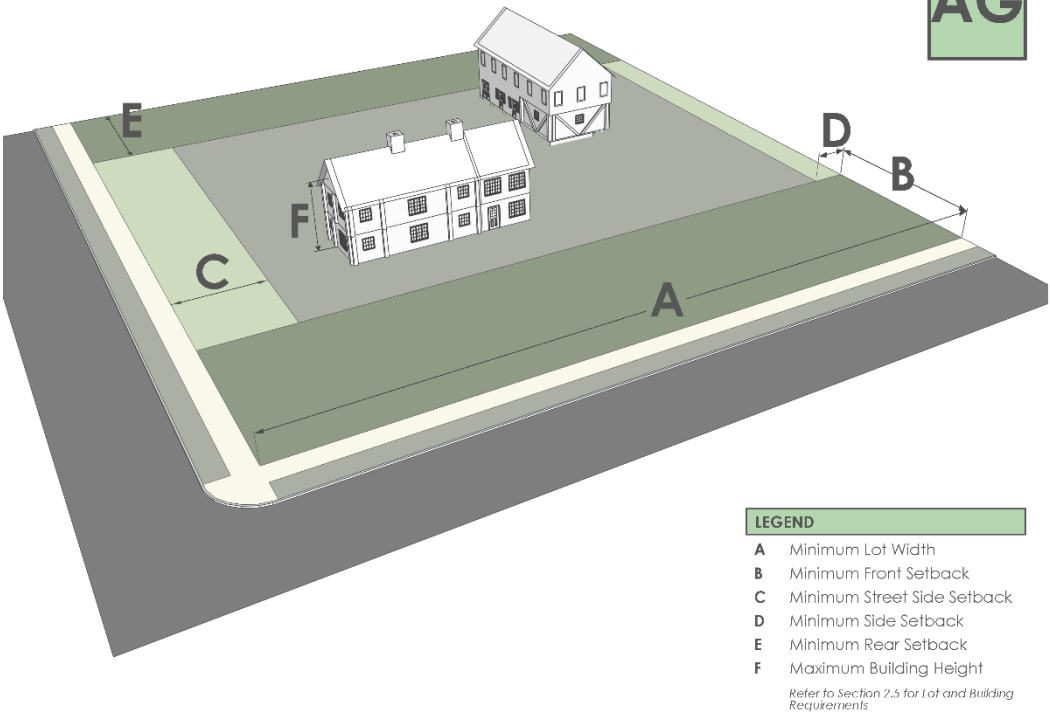 AG
E
D
B
F
C
A
LEGEND
A Minimum Lot Width
B Minimum Front Setback
C Minimum Street Side Setback
D Minimum Side Setback
E Minimum Rear Setback
F Maximum Building Height
Refer to Section 2.5 for Lot and Building
Requirements